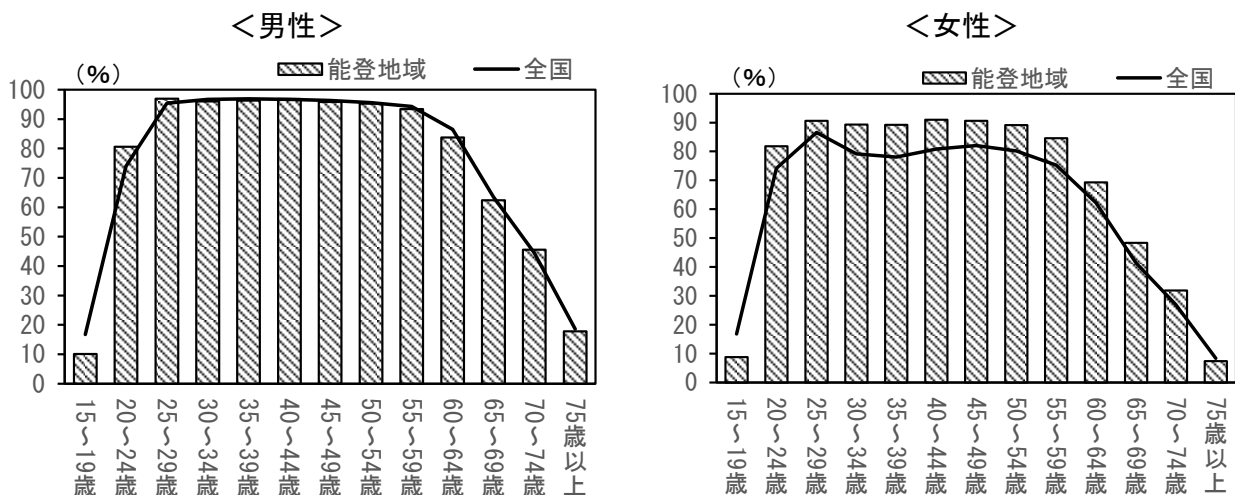 ＜男性＞
（％）
能登地域
全国
100
90
80
70
60
50
40
30
20
10
0
15～19歳
20～24歳
25～29歳
30～34歳
35～39歳
40～44歳
45～49歳
50～54歳
55～59歳
60～64歳
65～69歳
70～74歳
75歳以上
＜女性＞
（％）
能登地域
全国
100
90
80
70
60
50
40
30
20
10
0
15～19歳
20～24歳
25～29歳
30～34歳
35～39歳
40～44歳
45～49歳
50～54歳
55～59歳
60～64歳
65～69歳
70～74歳
75歳以上